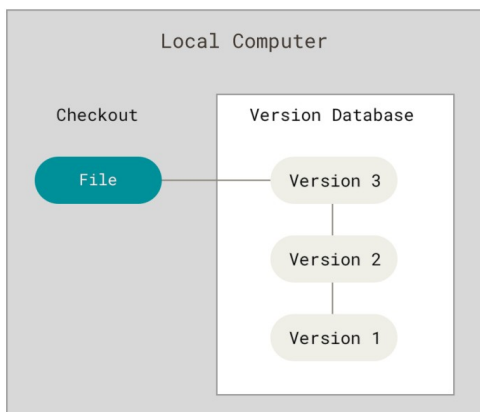 Local Computer
Checkout
Version Database
File
Version 3
Version 2
Version 1